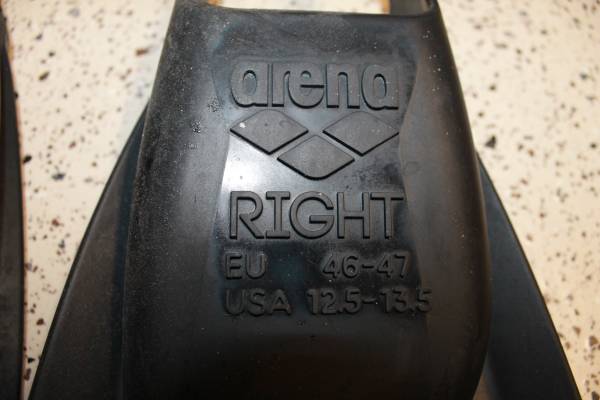 arena
RIGHT
EU 46-47
USA 12.5-13.5